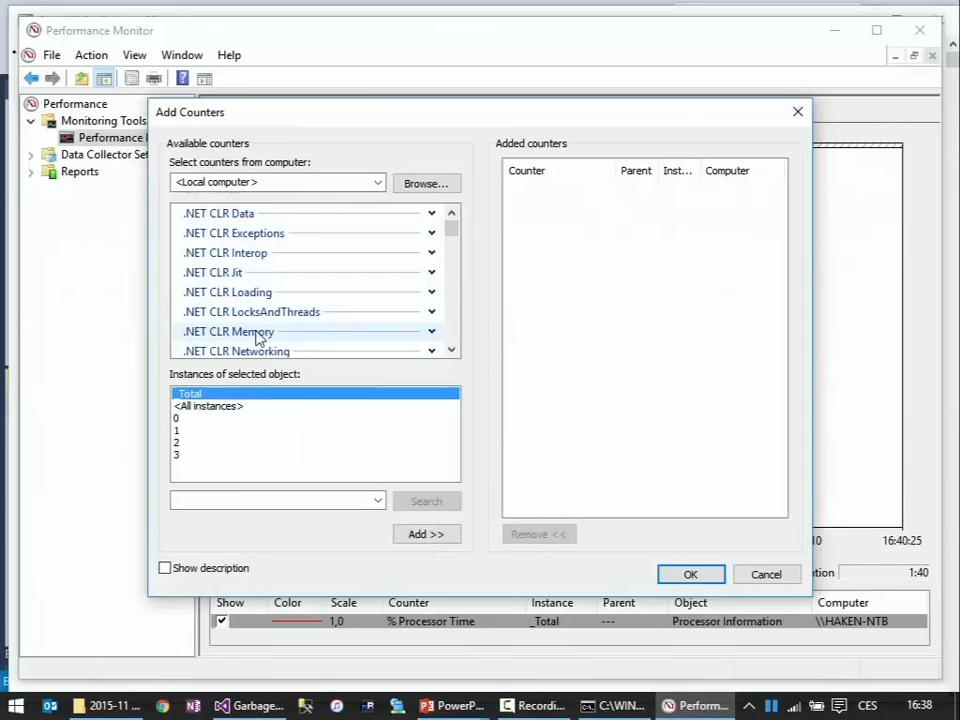 Performance Monitor
File Action View Window Help
Performance
Monitoring Tools
Performance
Data Collector Set
Reports
Add Counters
Available counters
Select counters from computer:
<Local computer>
Browse...
.NET CLR Data
.NET CLR Exceptions
.NET CLR Interop
.NET CLR Jit
.NET CLR Loading
.NET CLR LocksAndThreads
.NET CLR Memory
.NET CLR Networking
Instances of selected object:
_Total
<All instances>
0
1
2
3
Search
Add >>
Show description
Added counters
Counter Parent Inst... Computer
Remove <<
OK Cancel
10 16:40:25
ation 1:40
Show Color Scale Counter Instance Parent Object Computer
1,0 % Processor Time _Total --- Processor Information \\HAKEN-NTB
2015-11 ... Garbage... PowerP... Recordi... C:\WIN... Perform... CES 16:38